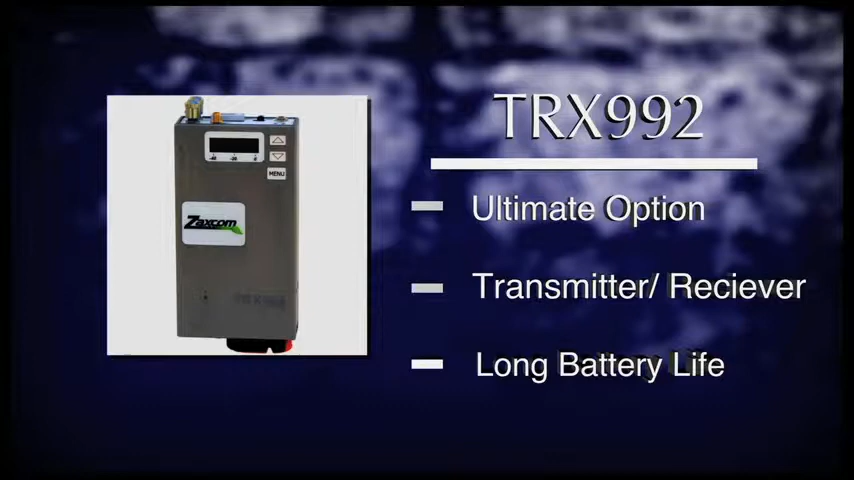 TRX992
Ultimate Option
Transmitter/ Reciever
Long Battery Life
MENU
Zaxcom